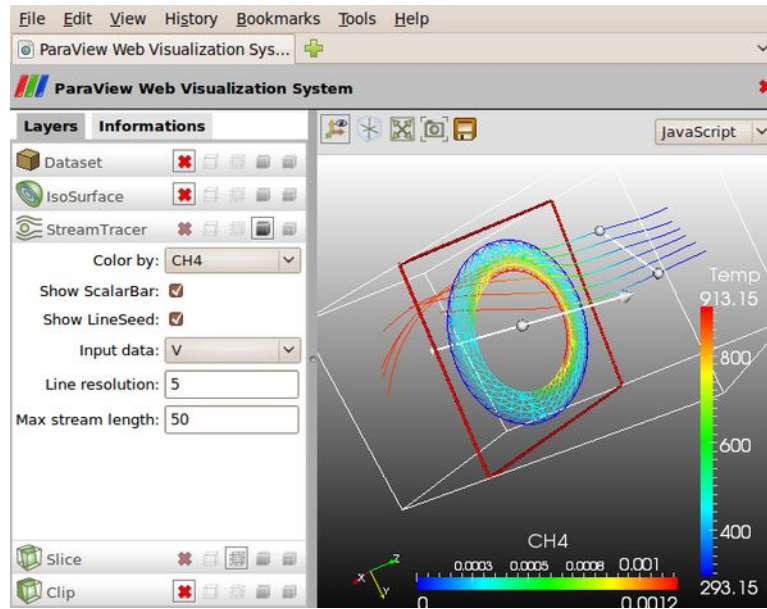 File Edit View History Bookmarks Tools Help
ParaView Web Visualization Sys...
ParaView Web Visualization System
Layers Informations
JavaScript
Dataset
IsoSurface
StreamTracer
Color by: CH4
Show ScalarBar:
Show LineSeed:
Input data: V
Line resolution: 5
Max stream length: 50
Slice
Clip
Temp
913.15
800
600
400
293.15
CH4
0.0003 0.0005 0.0008 0.001
0 0.0012
X Y Z